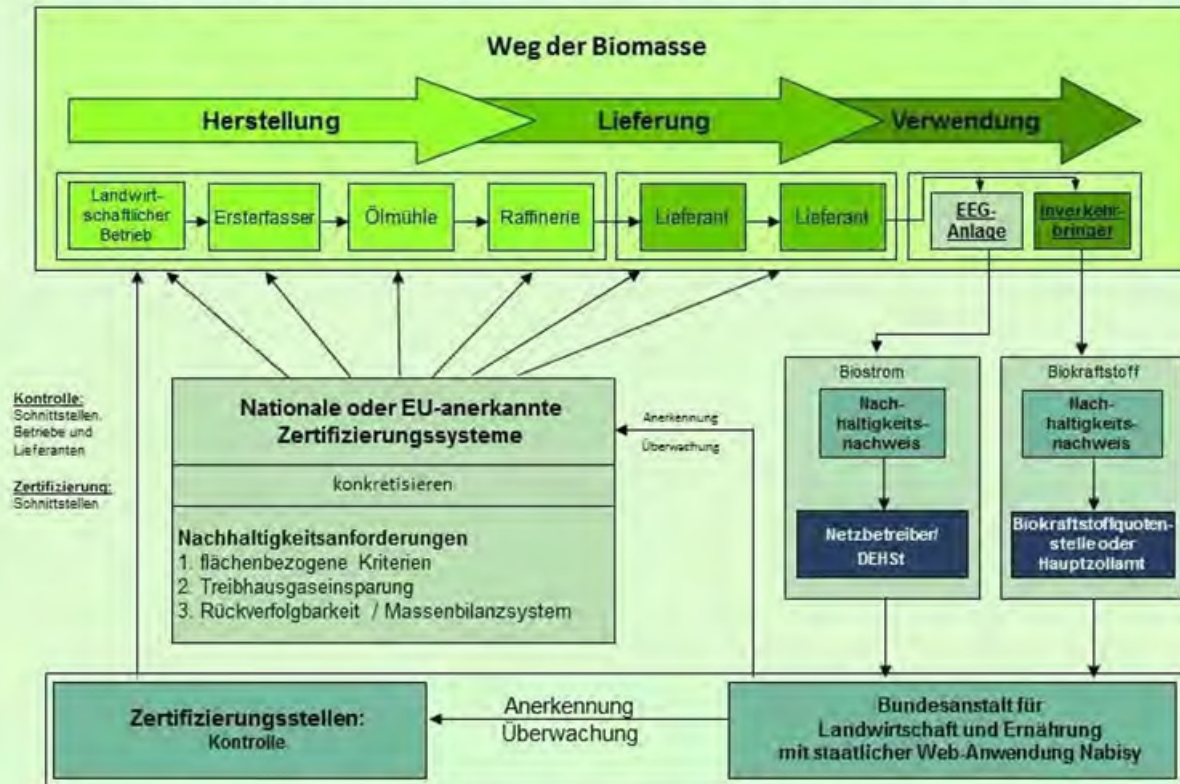 Weg der Biomasse
Herstellung
Lieferung
Verwendung
Landwirt-
schaftlicher
Betrieb
Ersterfasser
Ölmühle
Raffinerie
Lieferant
Lieferant
EEG-
Anlage
Inverkehr-
bringer
Kontrolle:
Schnittstellen,
Betriebe und
Lieferanten
Zertifizierung:
Schnittstellen
Nationale oder EU-anerkannte
Zertifizierungssysteme
konkretisieren
Nachhaltigkeitsanforderungen
1. flächenbezogene Kriterien
2. Treibhausgaseinsparung
3. Rückverfolgbarkeit / Massenbilanzsystem
Anerkennung
Überwachung
Biostrom
Nach-
haltigkeits-
nachweis
Netzbetreiber/
DEHSt
Biokraftstoff
Nach-
haltigkeits-
nachweis
Biokraftstoffquoten-
stelle oder
Hauptzollamt
Zertifizierungsstellen:
Kontrolle
Anerkennung
Überwachung
Bundesanstalt für
Landwirtschaft und Ernährung
mit staatlicher Web-Anwendung Nabisy